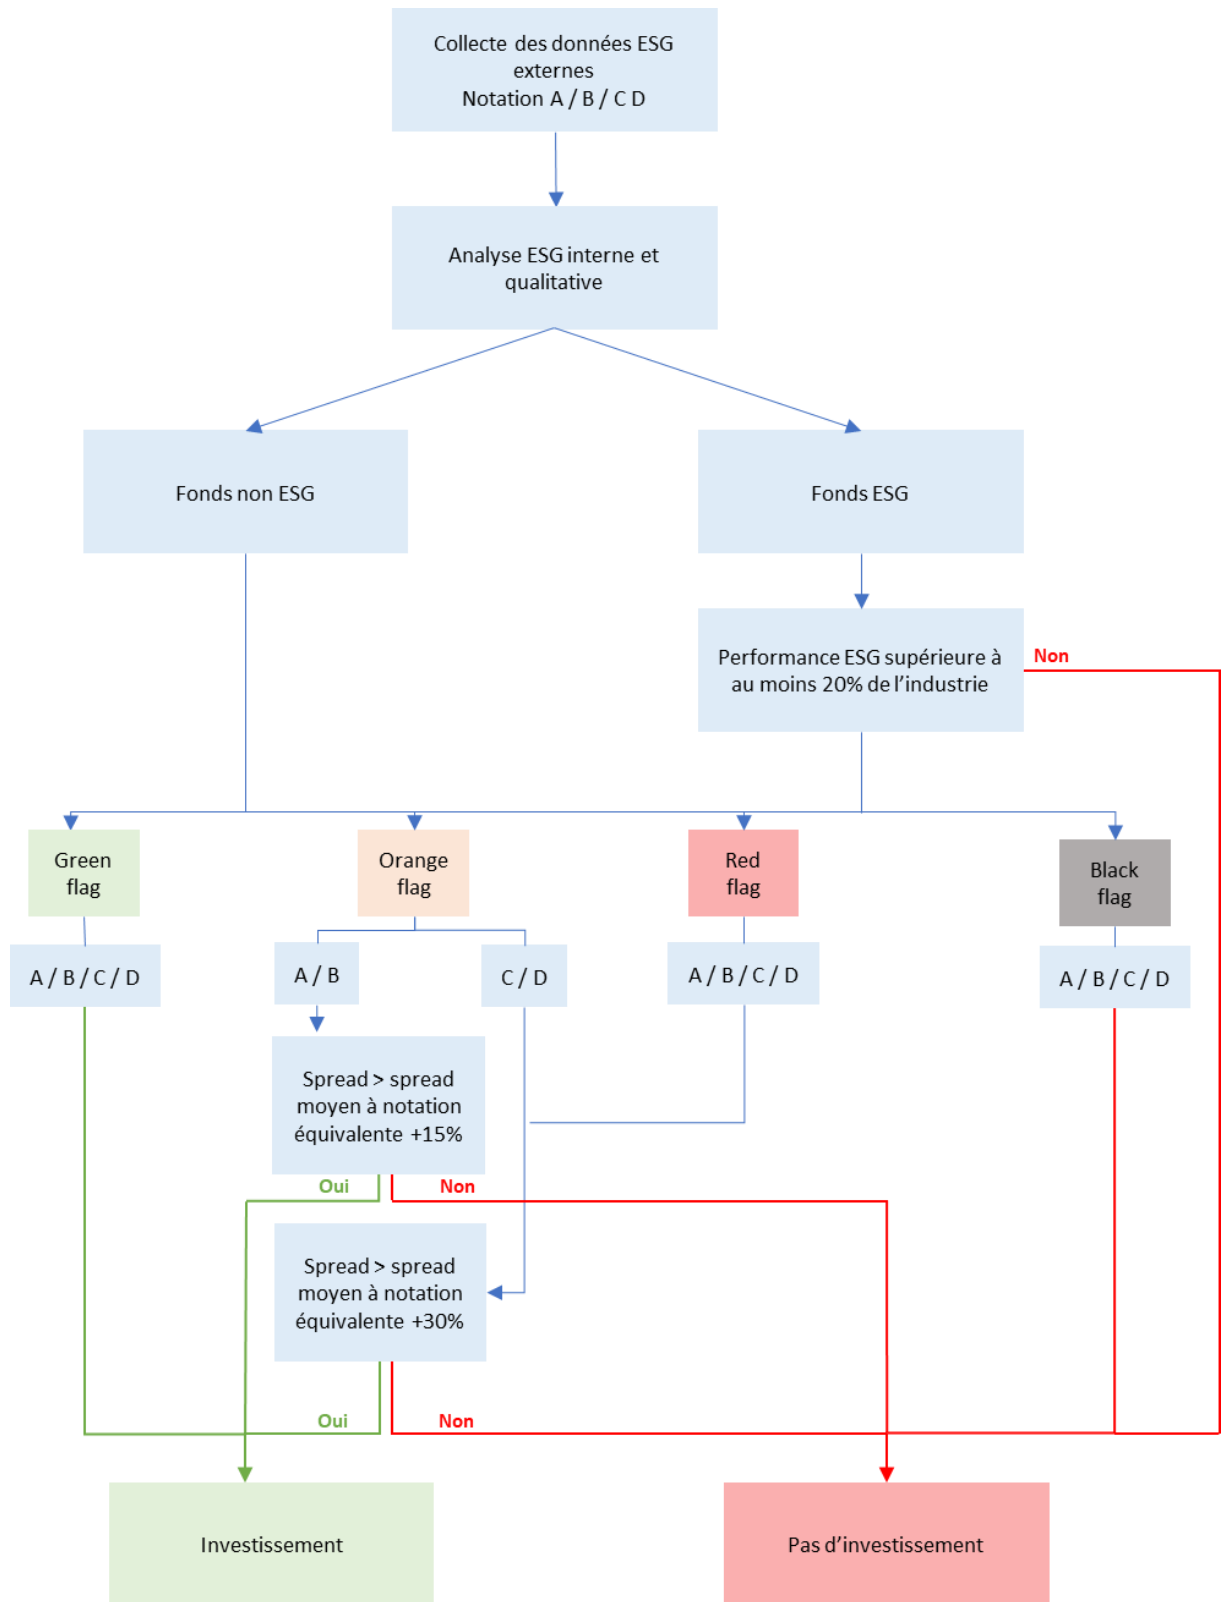 Collecte des données ESG
externes
Notation A / B / C D
Analyse ESG interne et
qualitative
Fonds non ESG
Fonds ESG
Performance ESG supérieure à
au moins 20% de l’industrie
Non
Green
flag
Orange
flag
Red
flag
Black
flag
A / B / C / D
A / B
C / D
A / B / C / D
A / B / C / D
Spread > spread
moyen à notation
équivalente +15%
Oui
Non
Spread > spread
moyen à notation
équivalente +30%
Oui
Non
Investissement
Pas d’investissement